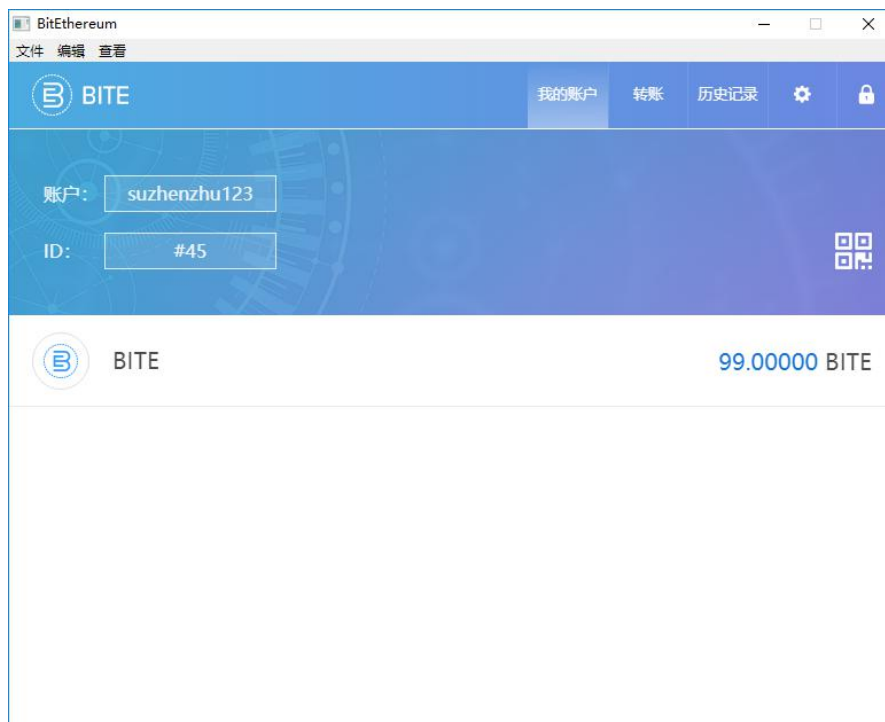 BitEthereum
文件 编辑 查看
BITE 我的账户 转账 历史记录
账户: suzhenzhu123
ID: #45
BITE 99.00000 BITE